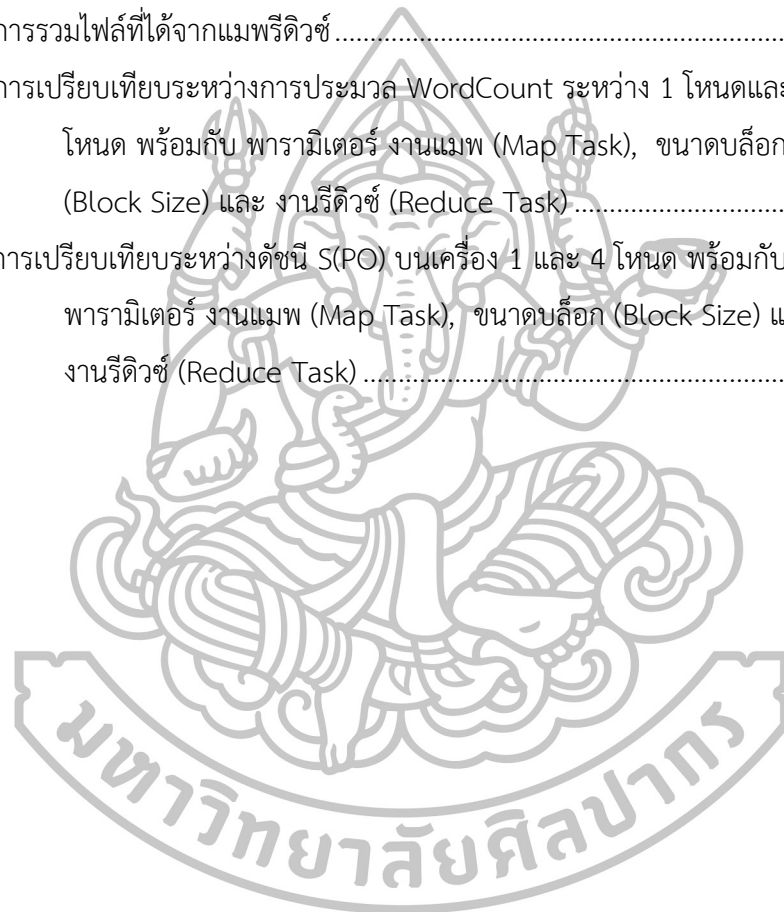 การรวมไฟล์ที่ได้จากแมพรีดิวซ์.......................................................
การเปรียบเทียบระหว่างการประมวล WordCount ระหว่าง 1 โหนดและ
โหนด พร้อมกับ พารามิเตอร์ งานแมพ (Map Task), ขนาดบล็อก
(Block Size) และ งานรีดิวซ์ (Reduce Task)..........................
การเปรียบเทียบระหว่างดัชนี S(PO) บนเครื่อง 1 และ 4 โหนด พร้อมกับ
พารามิเตอร์ งานแมพ (Map Task), ขนาดบล็อก (Block Size)
งานรีดิวซ์ (Reduce Task).....................................................
มหาวิทยาลัยศิลปากร